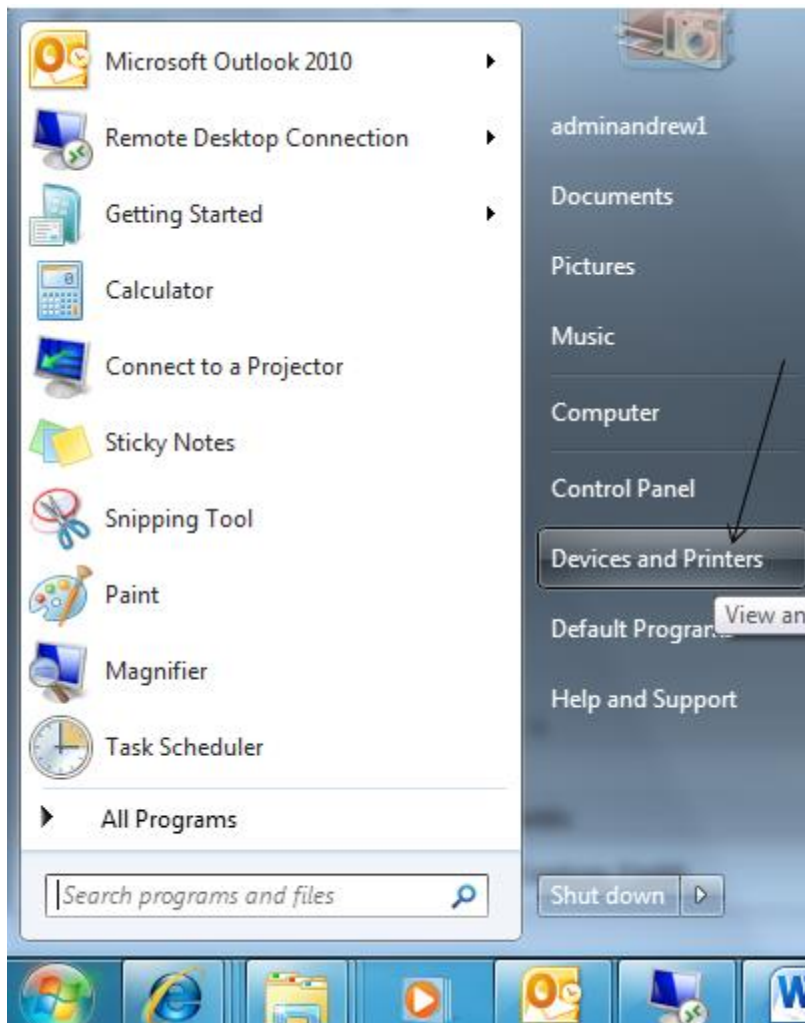 Microsoft Outlook 2010
Remote Desktop Connection
Getting Started
Calculator
Connect to a Projector
Sticky Notes
Snipping Tool
Paint
Magnifier
Task Scheduler
All Programs
Search programs and files
adminandrew1
Documents
Pictures
Music
Computer
Control Panel
Devices and Printers
View an
Default Program
Help and Support
Shut down
W